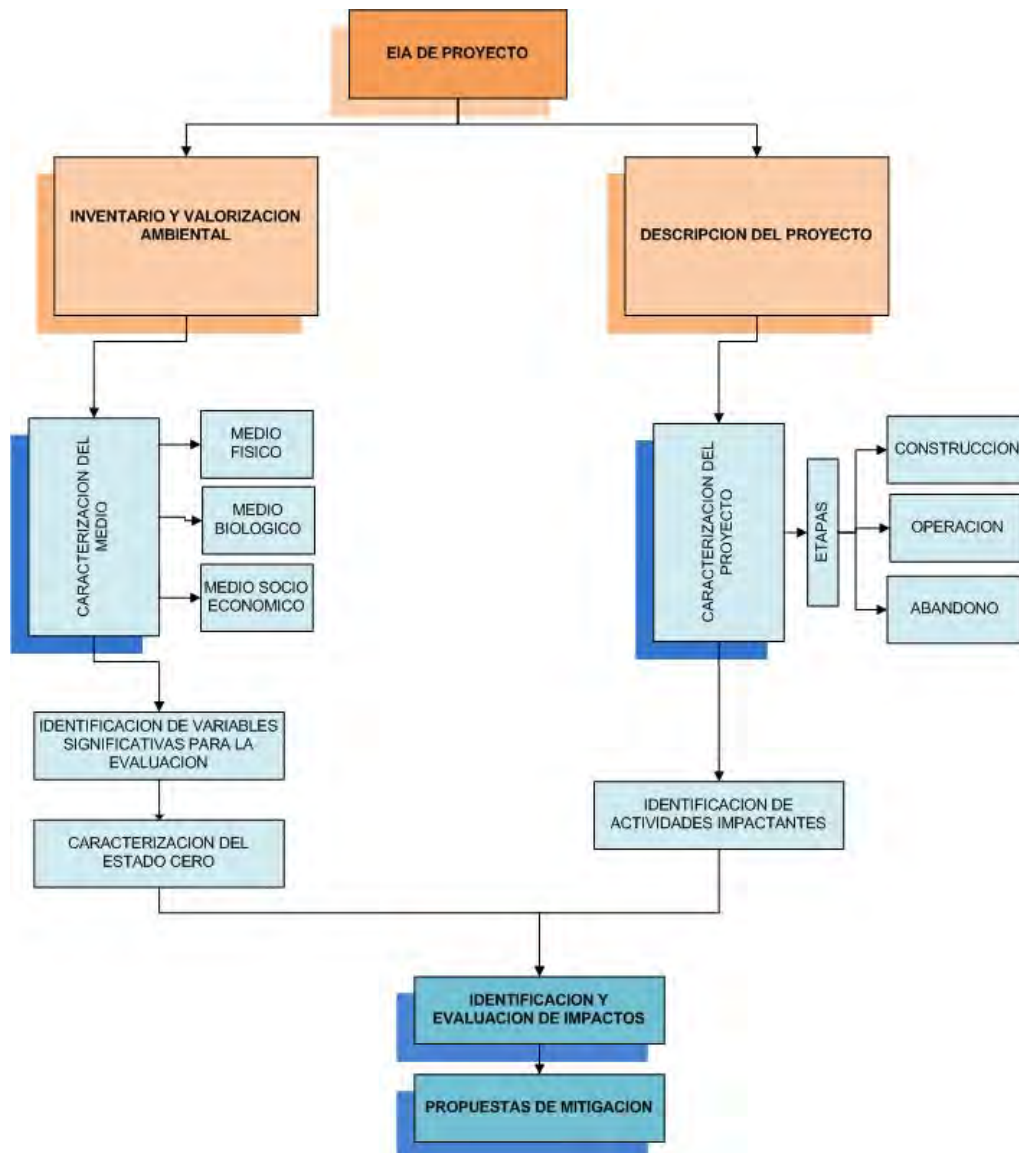 EIA DE PROYECTO
INVENTARIO Y VALORIZACION
AMBIENTAL
DESCRIPCION DEL PROYECTO
CARACTERIZACION DEL
MEDIO
MEDIO
FISICO
MEDIO
BIOLOGICO
MEDIO SOCIO
ECONOMICO
CARACTERIZACION DEL
PROYECTO
ETAPAS
CONSTRUCCION
OPERACION
ABANDONO
IDENTIFICACION DE VARIABLES
SIGNIFICATIVAS PARA LA
EVALUACION
CARACTERIZACION DEL
ESTADO CERO
IDENTIFICACION DE
ACTIVIDADES IMPACTANTES
IDENTIFICACION Y
EVALUACION DE IMPACTOS
PROPUESTAS DE MITIGACION